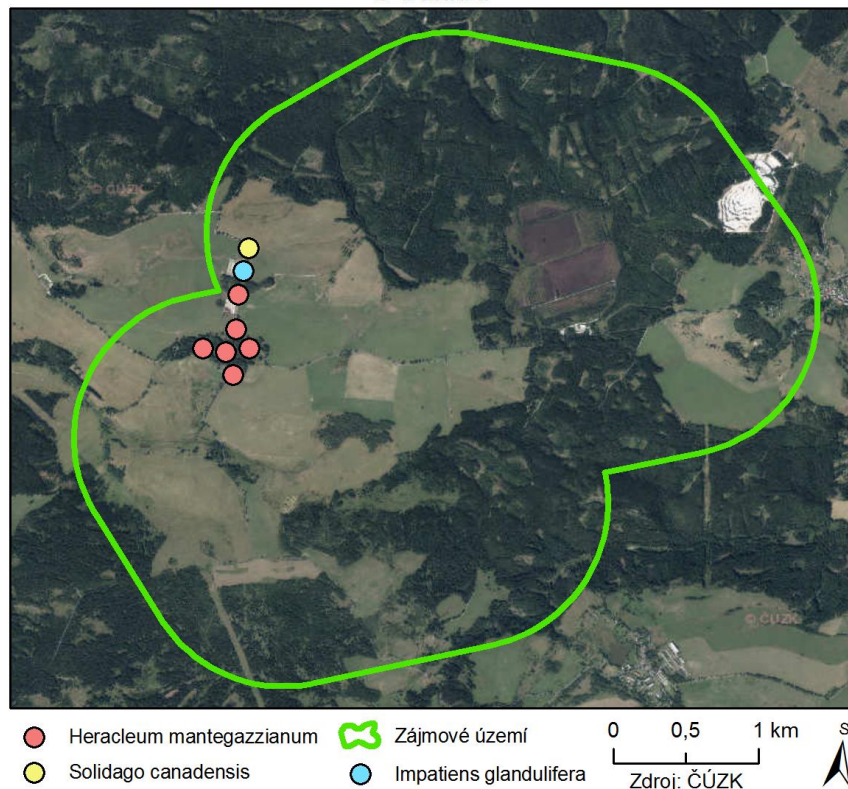 © ČÚZK
© ČÚZK
Heracleum mantegazzianum
Solidago canadensis
Zájmové území
Impatiens glandulifera
0 0,5 1 km
Zdroj: ČÚZK
S